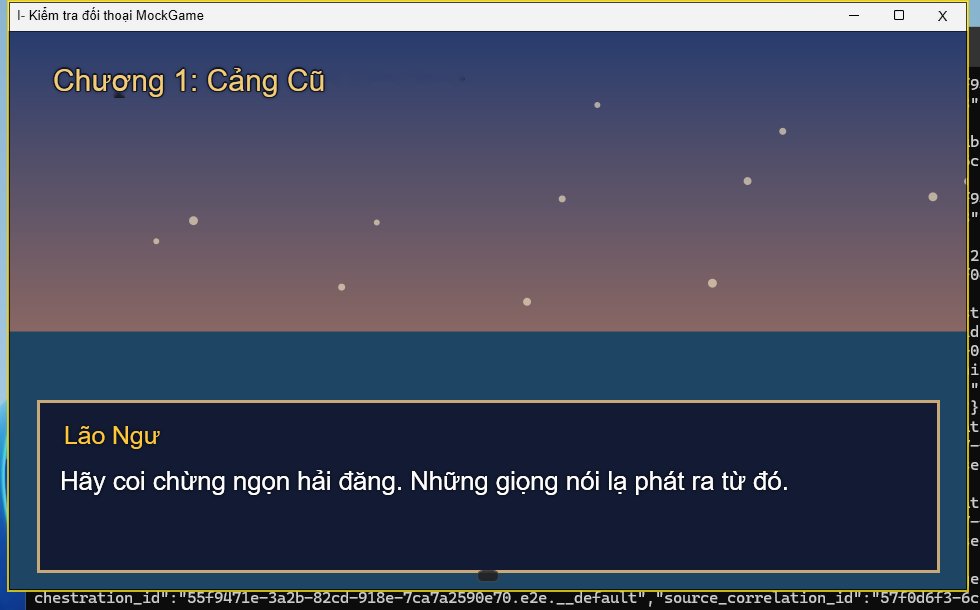 Kiểm tra đối thoại MockGame
Chương 1: Cảng Cũ
Lão Ngư
Hãy coi chừng ngọn hải đăng. Những giọng nói lạ phát ra từ đó.
chestration_id":"55f9471e-3a2b-82cd-918e-7ca7a2590e70.e2e.__default","source_correlation_id":"57f0d6f3-6